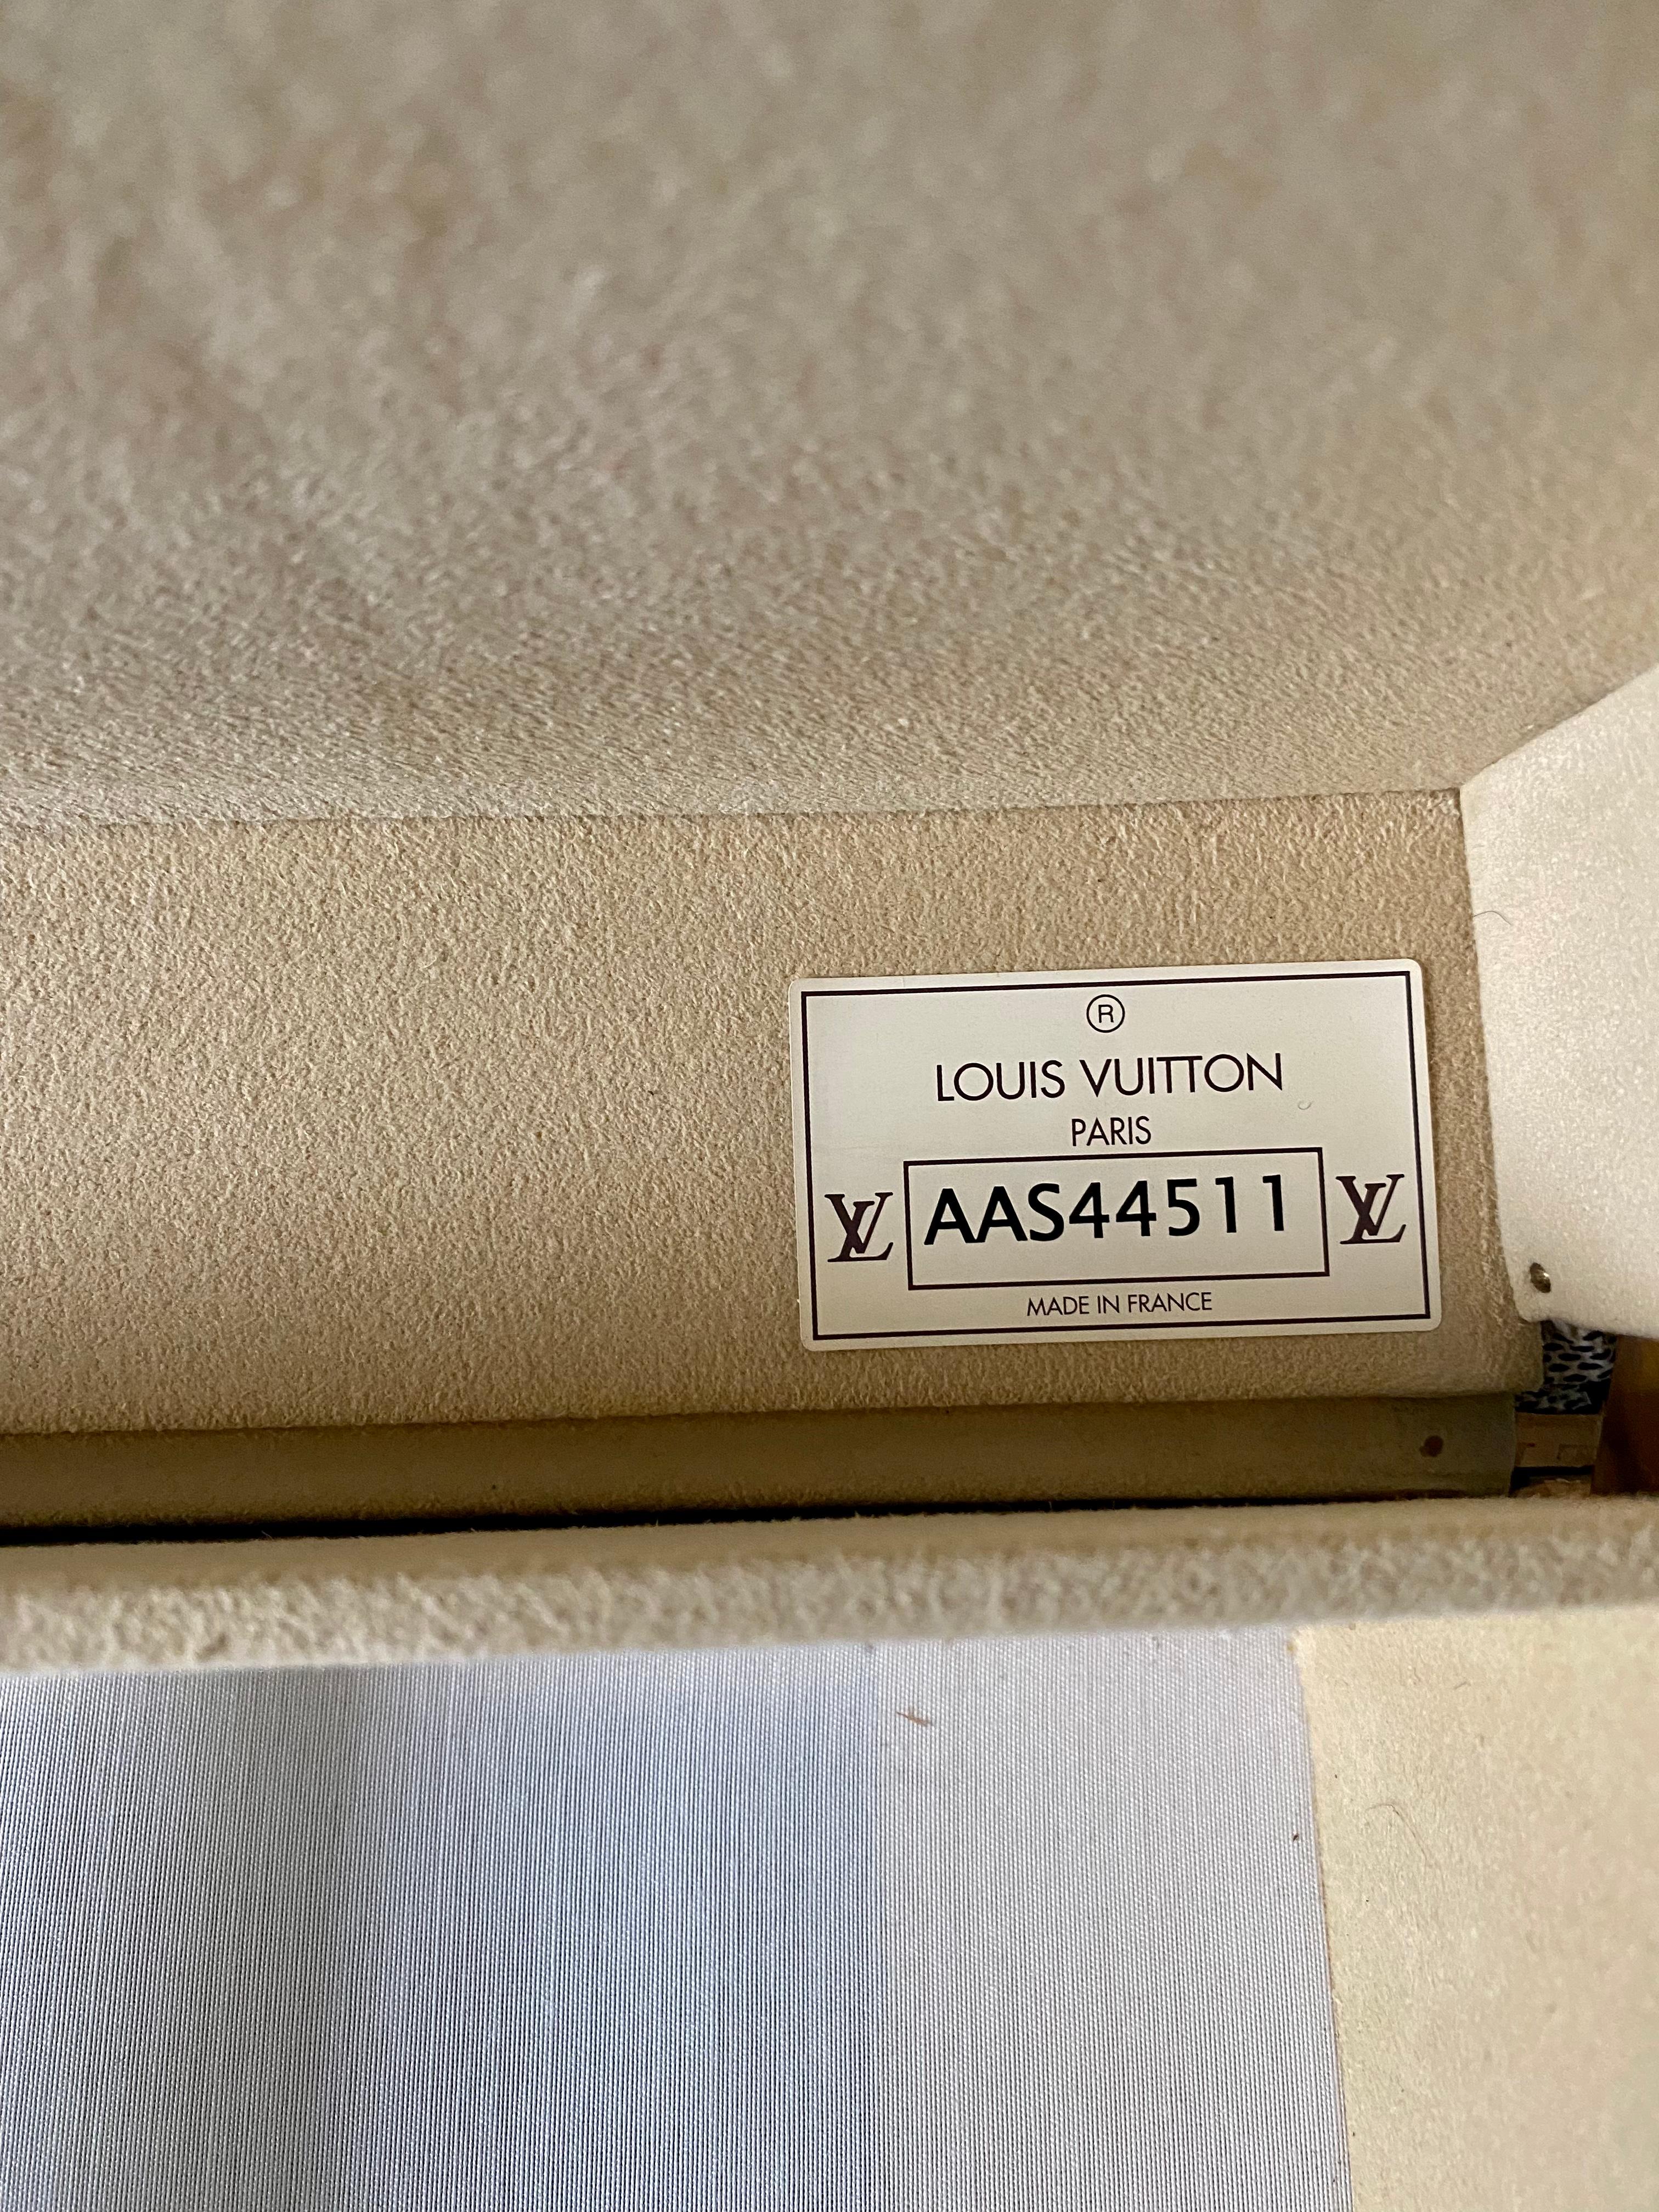 ®
LOUIS VUITTON
PARIS
LV AAS44511 LV
MADE IN FRANCE